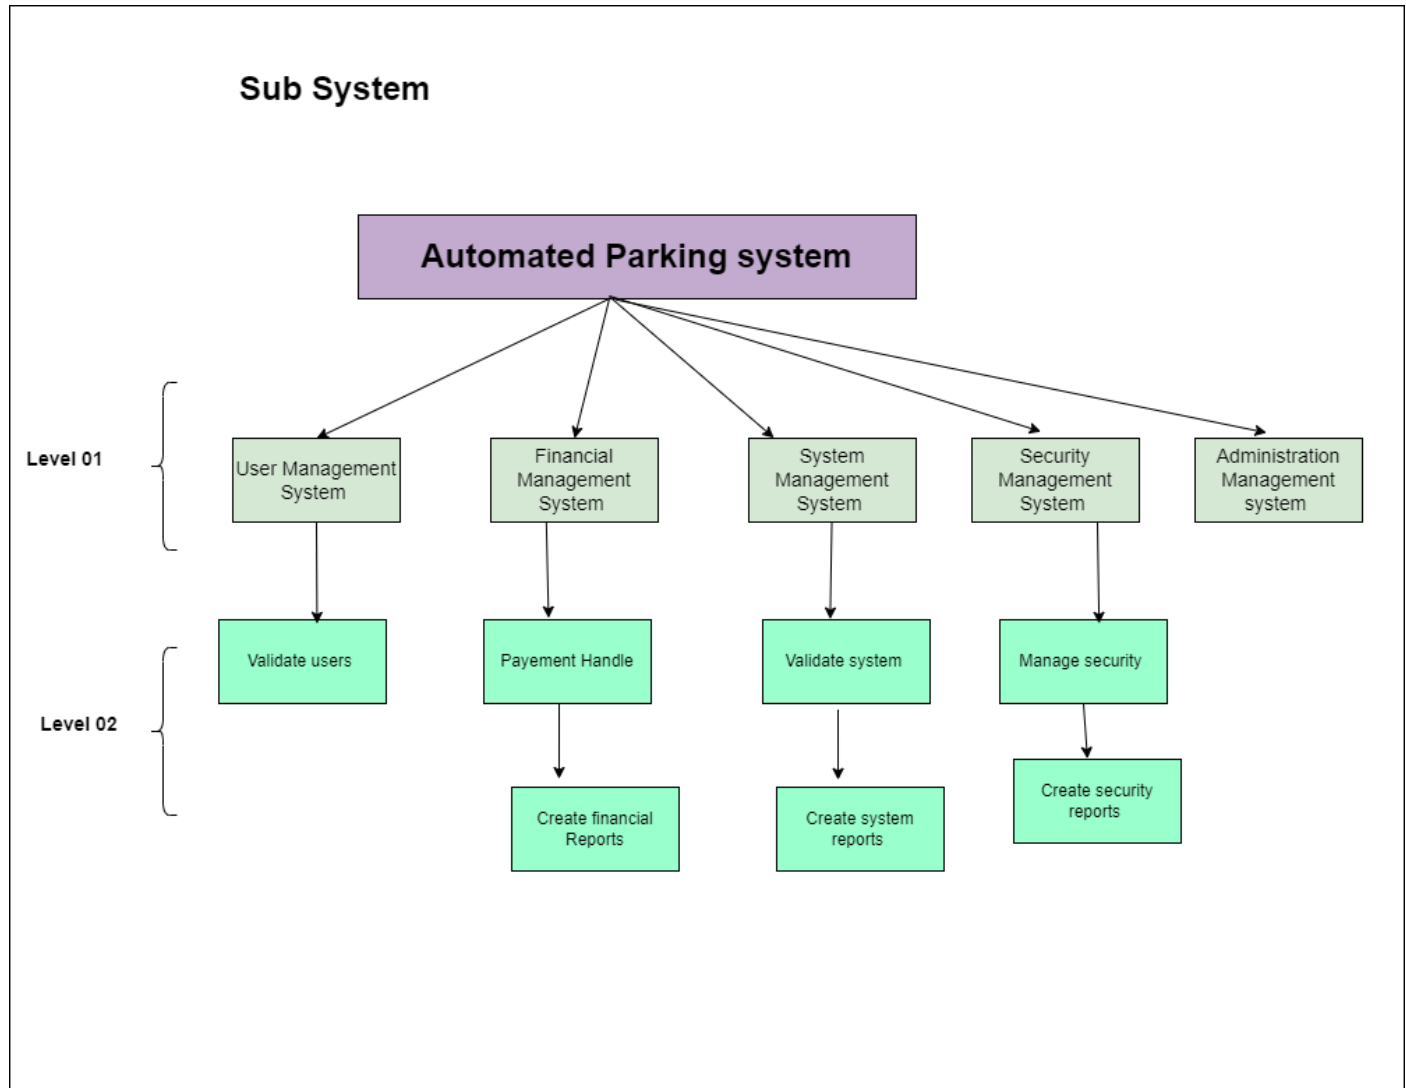 Sub System
Automated Parking system
Level 01
User Management
System
Financial
Management
System
System
Management
System
Security
Management
System
Administration
Management
system
Level 02
Validate users
Payement Handle
Validate system
Manage security
Create financial
Reports
Create system
reports
Create security
reports